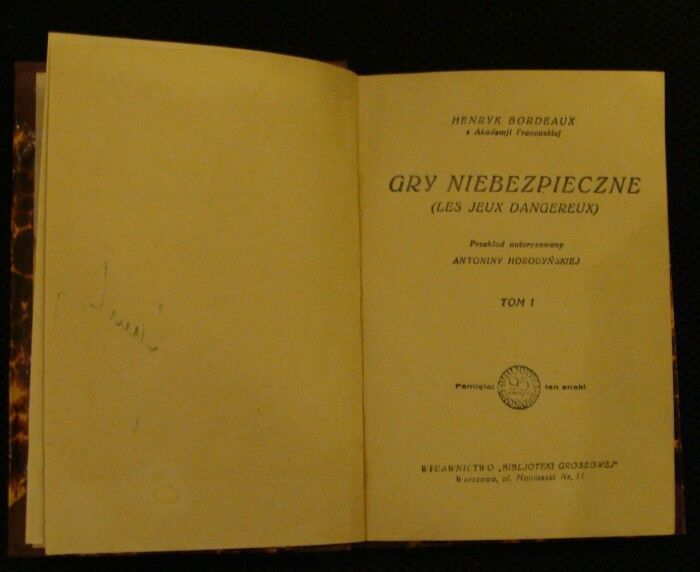 HENRYK BORDEAUX
z Akademji Francuskiej
GRY NIEBEZPIECZNE
(LES JEUX DANGEREUX)
Przekład autoryzowany
ANTONINY HORODYŃSKIEJ
TOM I
Pamiętaj ten znak!
95
WYDAWNICTWO „BIBLJOTEKI GROSZOWEJ"
Warszawa, ul. Moniuszki Nr. 11